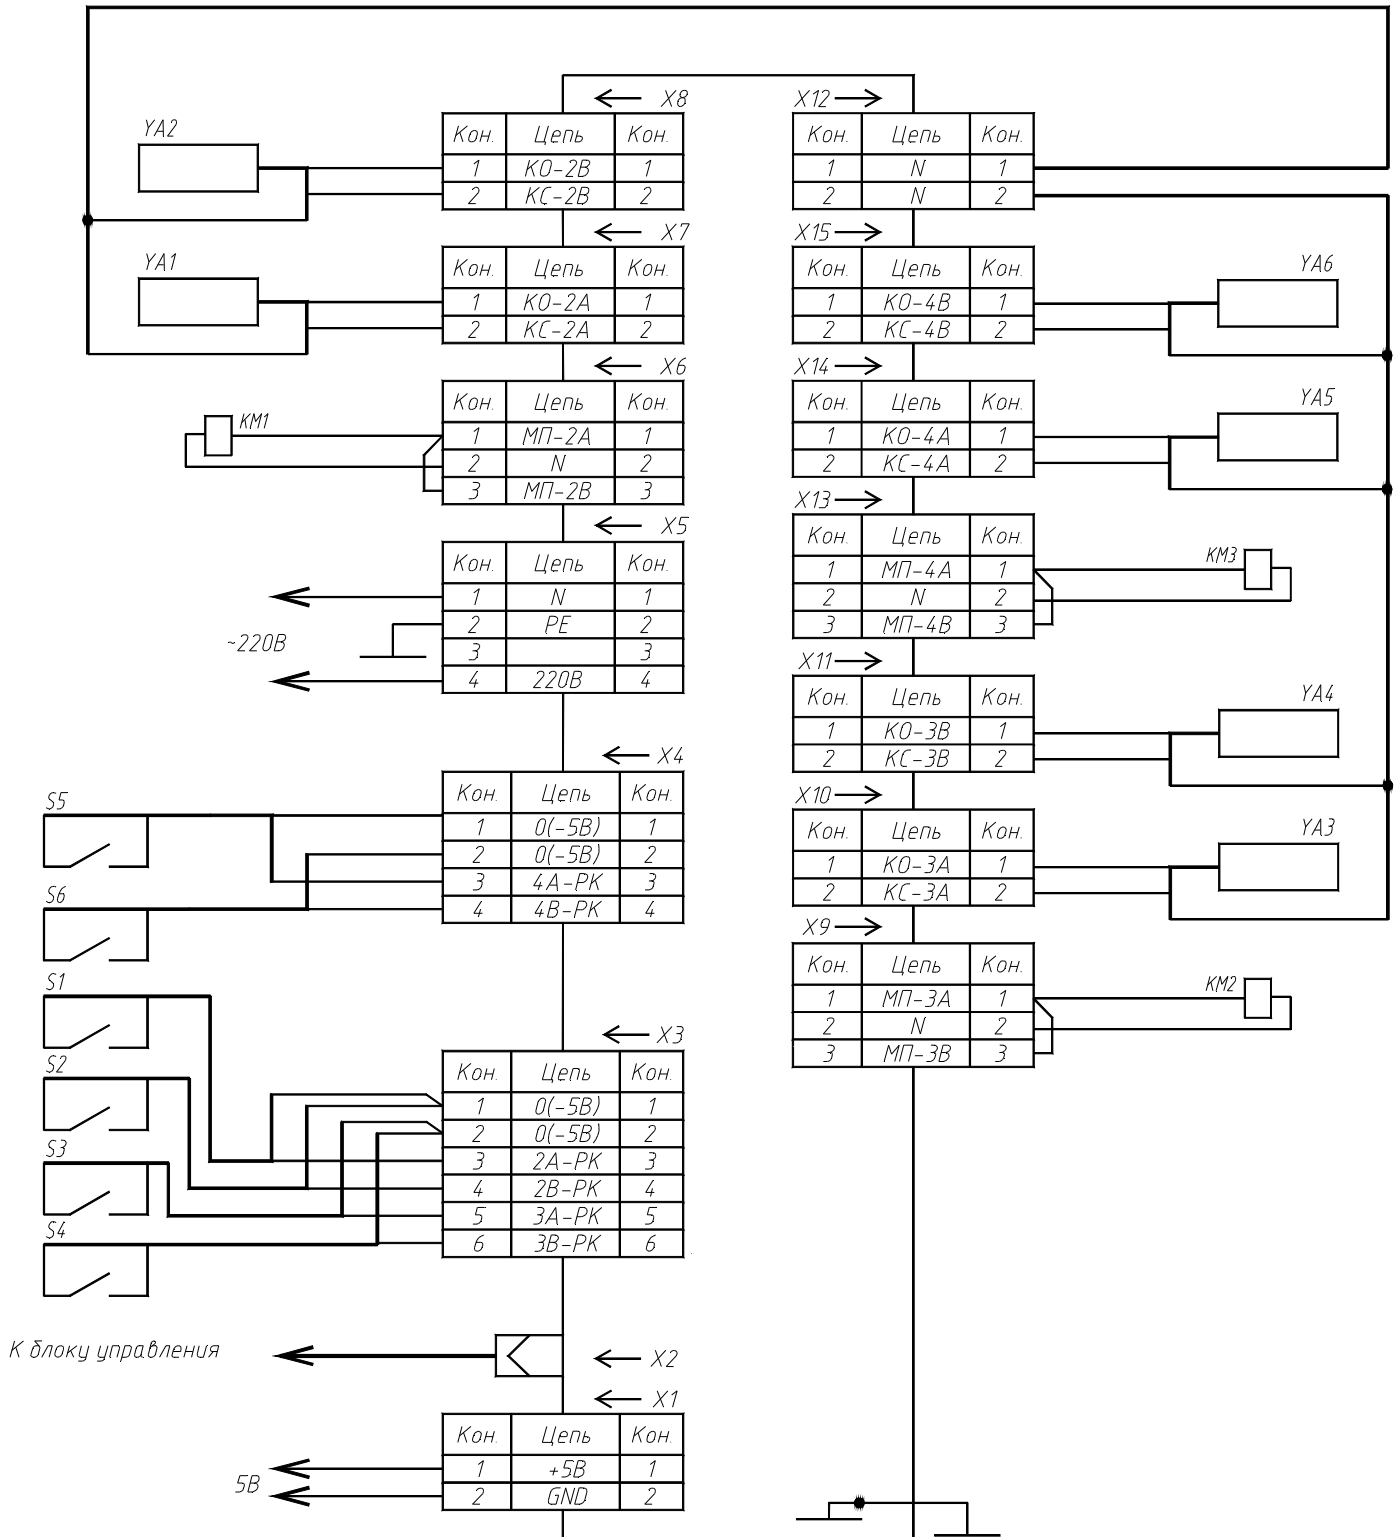 X8
YA2
Кон. Цепь Кон.
1 КО-2В 1
2 КС-2В 2
X7
YA1
Кон. Цепь Кон.
1 КО-2А 1
2 КС-2А 2
X6
КМ1
Кон. Цепь Кон.
1 МП-2А 1
2 N 2
3 МП-2В 3
X5
Кон. Цепь Кон.
1 N 1
2 РЕ 2
3 3
4 220В 4
~220В
X4
Кон. Цепь Кон.
1 0(-5В) 1
2 0(-5В) 2
3 4А-РК 3
4 4В-РК 4
S5
S6
S1
S2
S3
S4
X3
Кон. Цепь Кон.
1 0(-5В) 1
2 0(-5В) 2
3 2А-РК 3
4 2В-РК 4
5 3А-РК 5
6 3В-РК 6
К блоку управления
X2
X1
Кон. Цепь Кон.
1 +5В 1
2 GND 2
5В
X12
Кон. Цепь Кон.
1 N 1
2 N 2
X15
Кон. Цепь Кон.
1 КО-4В 1
2 КС-4В 2
YA6
X14
Кон. Цепь Кон.
1 КО-4А 1
2 КС-4А 2
YA5
X13
Кон. Цепь Кон.
1 МП-4А 1
2 N 2
3 МП-4В 3
КМ3
X11
Кон. Цепь Кон.
1 КО-3В 1
2 КС-3В 2
YA4
X10
Кон. Цепь Кон.
1 КО-3А 1
2 КС-3А 2
YA3
X9
Кон. Цепь Кон.
1 МП-3А 1
2 N 2
3 МП-3В 3
КМ2